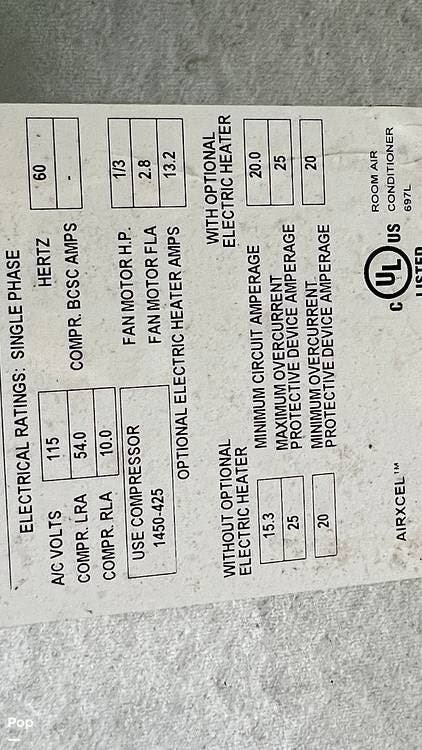 ELECTRICAL RATINGS: SINGLE PHASE
A/C VOLTS 115 HERTZ 60
COMPR. LRA 54.0 COMPR. BCSC AMPS -
COMPR. RLA 10.0
USE COMPRESSOR
1450-425
FAN MOTOR H.P. 1/3
FAN MOTOR FLA 2.8
OPTIONAL ELECTRIC HEATER AMPS 13.2
WITHOUT OPTIONAL
ELECTRIC HEATER
WITH OPTIONAL
ELECTRIC HEATER
15.3 MINIMUM CIRCUIT AMPERAGE 20.0
25 MAXIMUM OVERCURRENT
PROTECTIVE DEVICE AMPERAGE 25
20 MINIMUM OVERCURRENT
PROTECTIVE DEVICE AMPERAGE 20
AIRXCEL™
C UL US
LISTED
ROOM AIR
CONDITIONER
697L
Pop